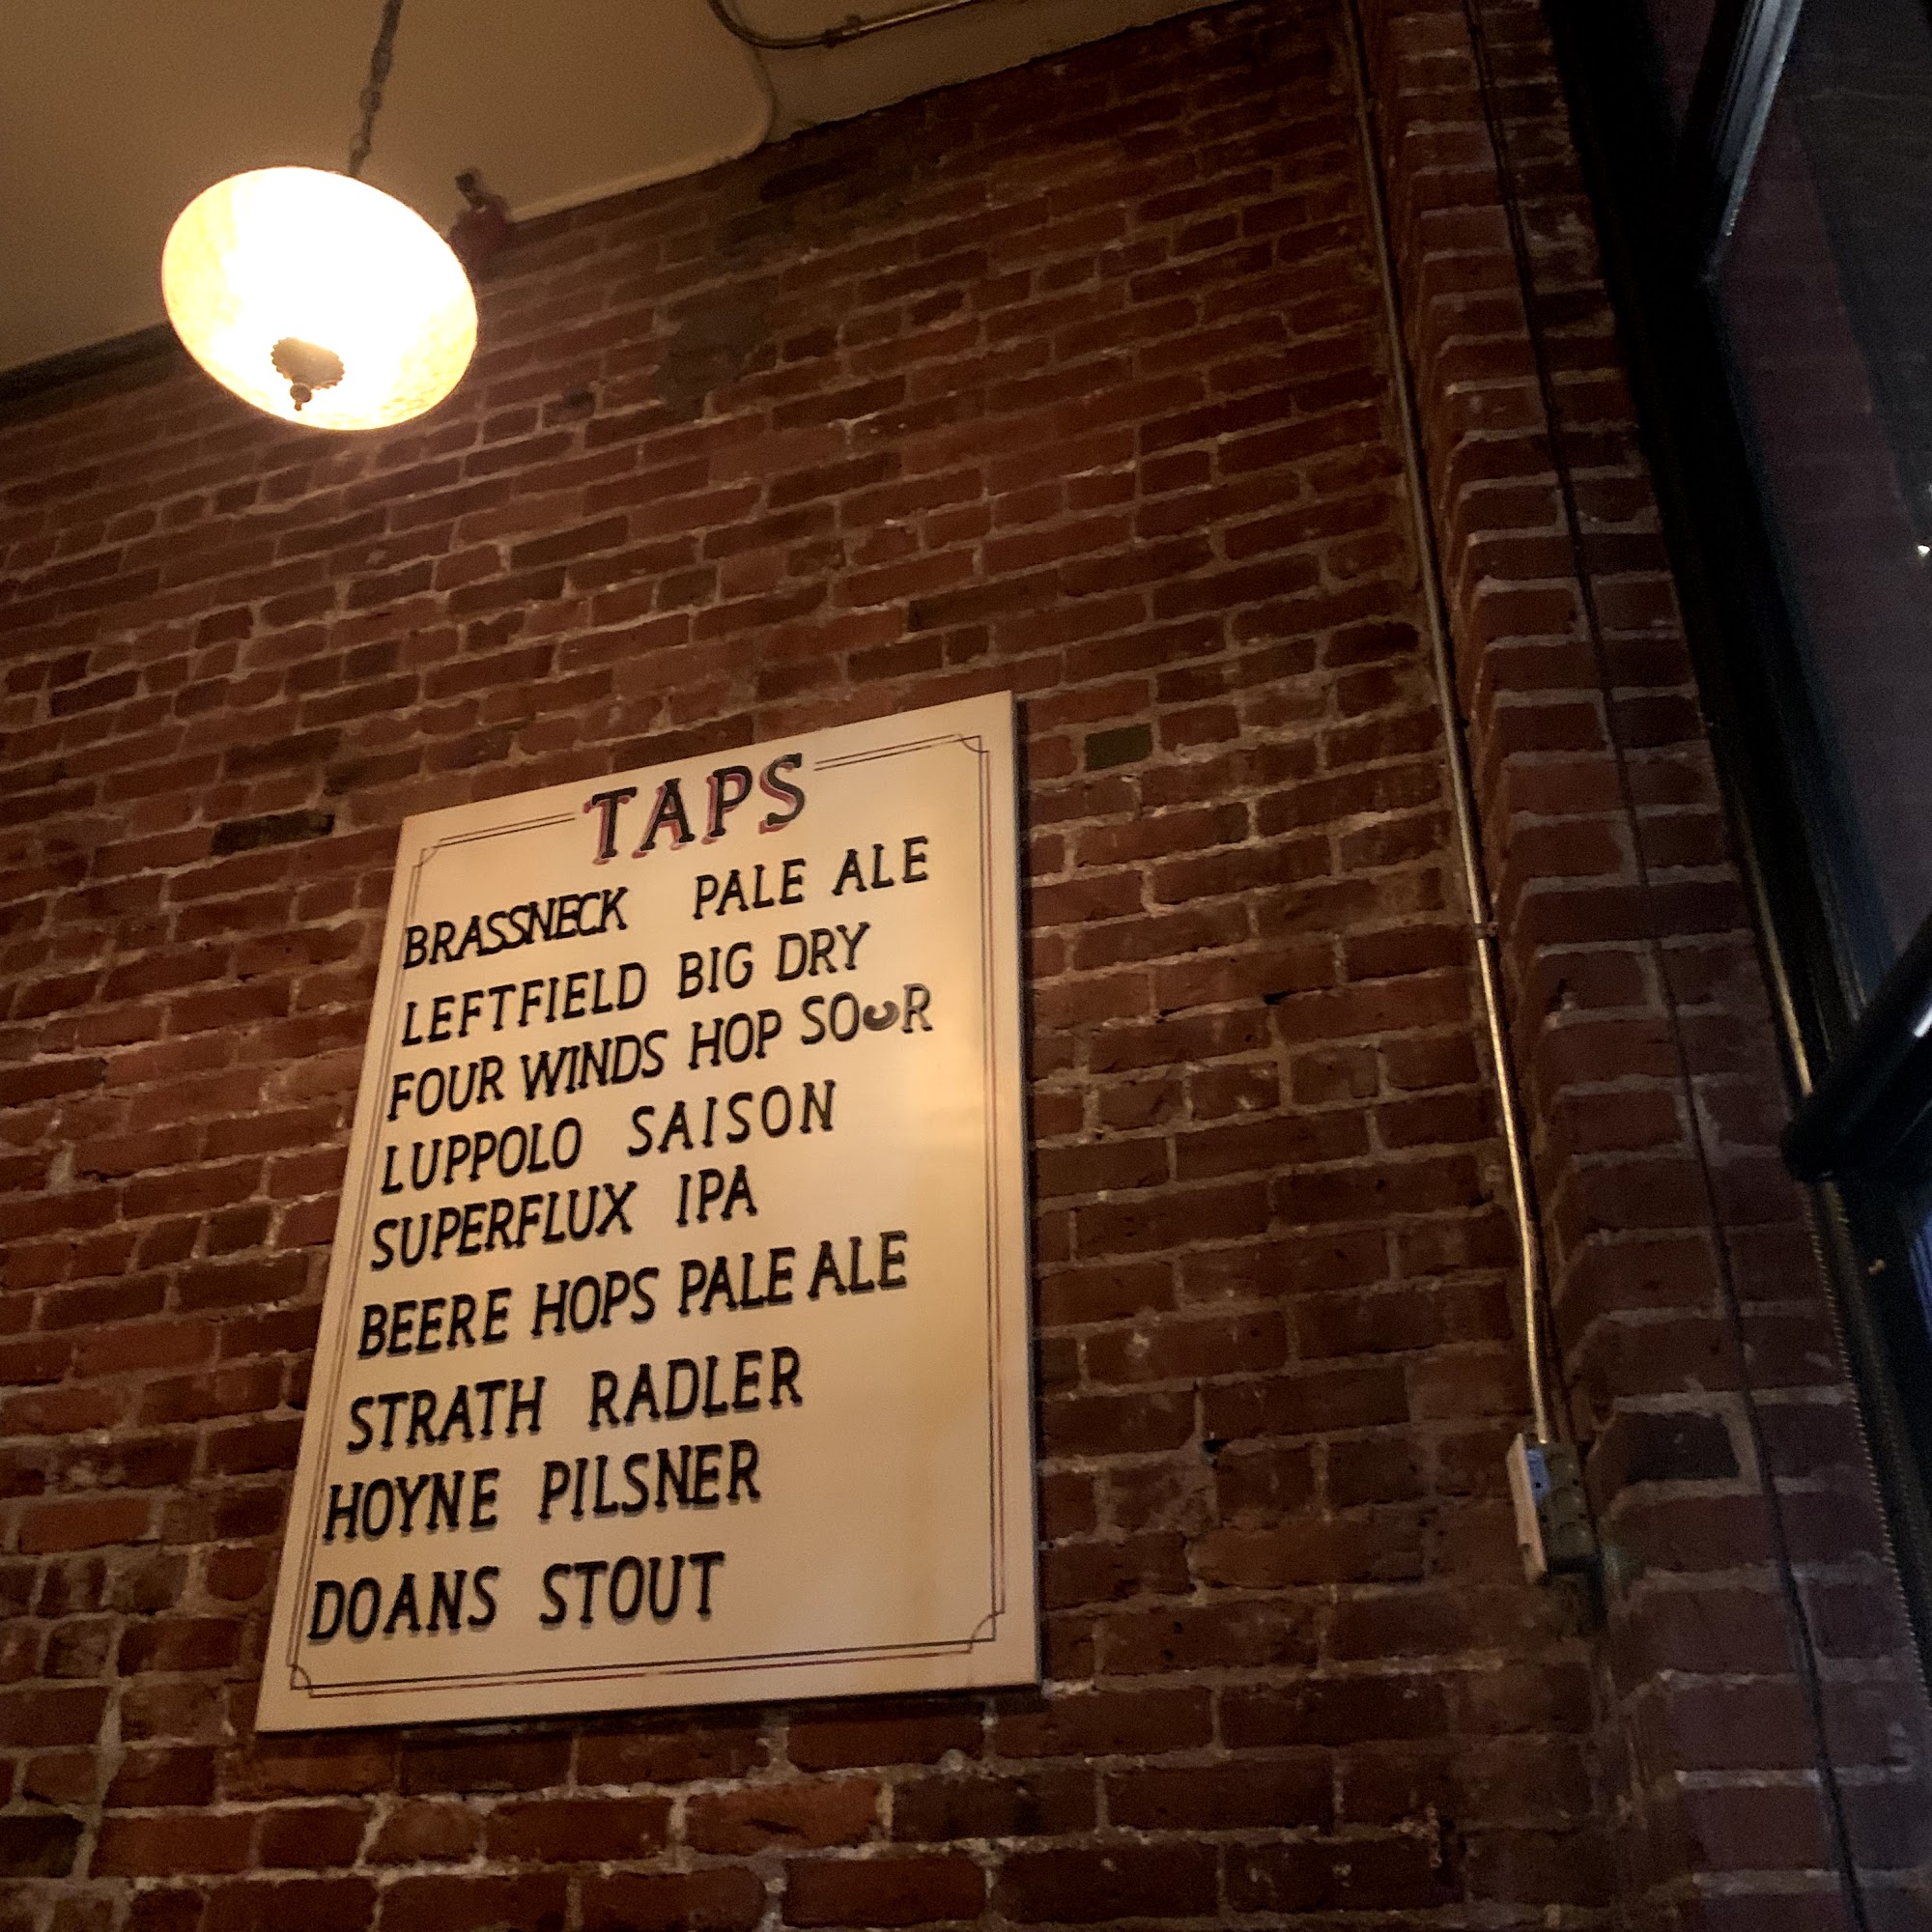 TAPS
BRASSNECK PALE ALE
LEFTFIELD BIG DRY
FOUR WINDS HOP SOUR
LUPPOLO SAISON
SUPERFLUX IPA
BEERE HOPS PALE ALE
STRATH RADLER
HOYNE PILSNER
DOANS STOUT